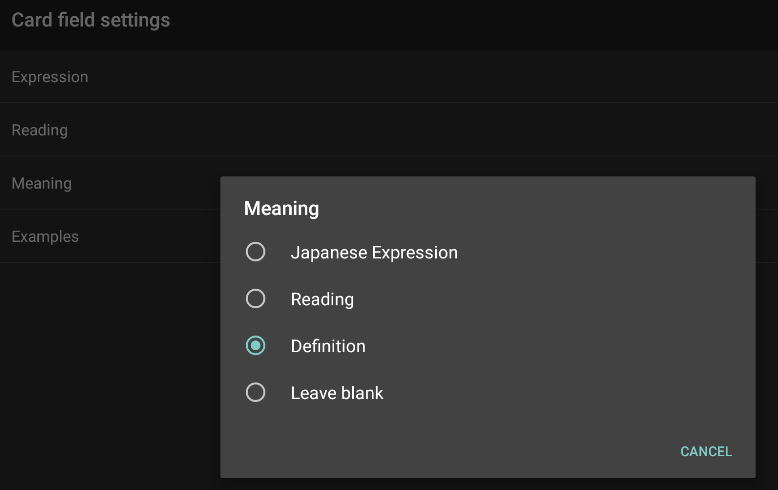 Card field settings
Expression
Reading
Meaning
Examples
Meaning
Japanese Expression
Reading
Definition
Leave blank
CANCEL